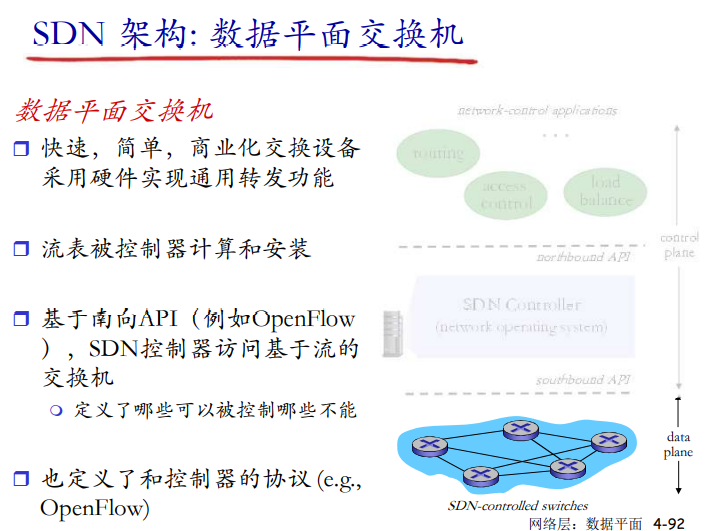 SDN 架构: 数据平面交换机
数据平面交换机
快速，简单，商业化交换设备
采用硬件实现通用转发功能
流表被控制器计算和安装
基于南向API（例如OpenFlow
），SDN控制器访问基于流的
交换机
定义了哪些可以被控制哪些不能
也定义了和控制器的协议 (e.g.,
OpenFlow)
network-control applications
...
routing
access
control
load
balance
control
plane
northbound API
SDN Controller
(network operating system)
southbound API
data
plane
SDN-controlled switches
网络层：数据平面 4-92